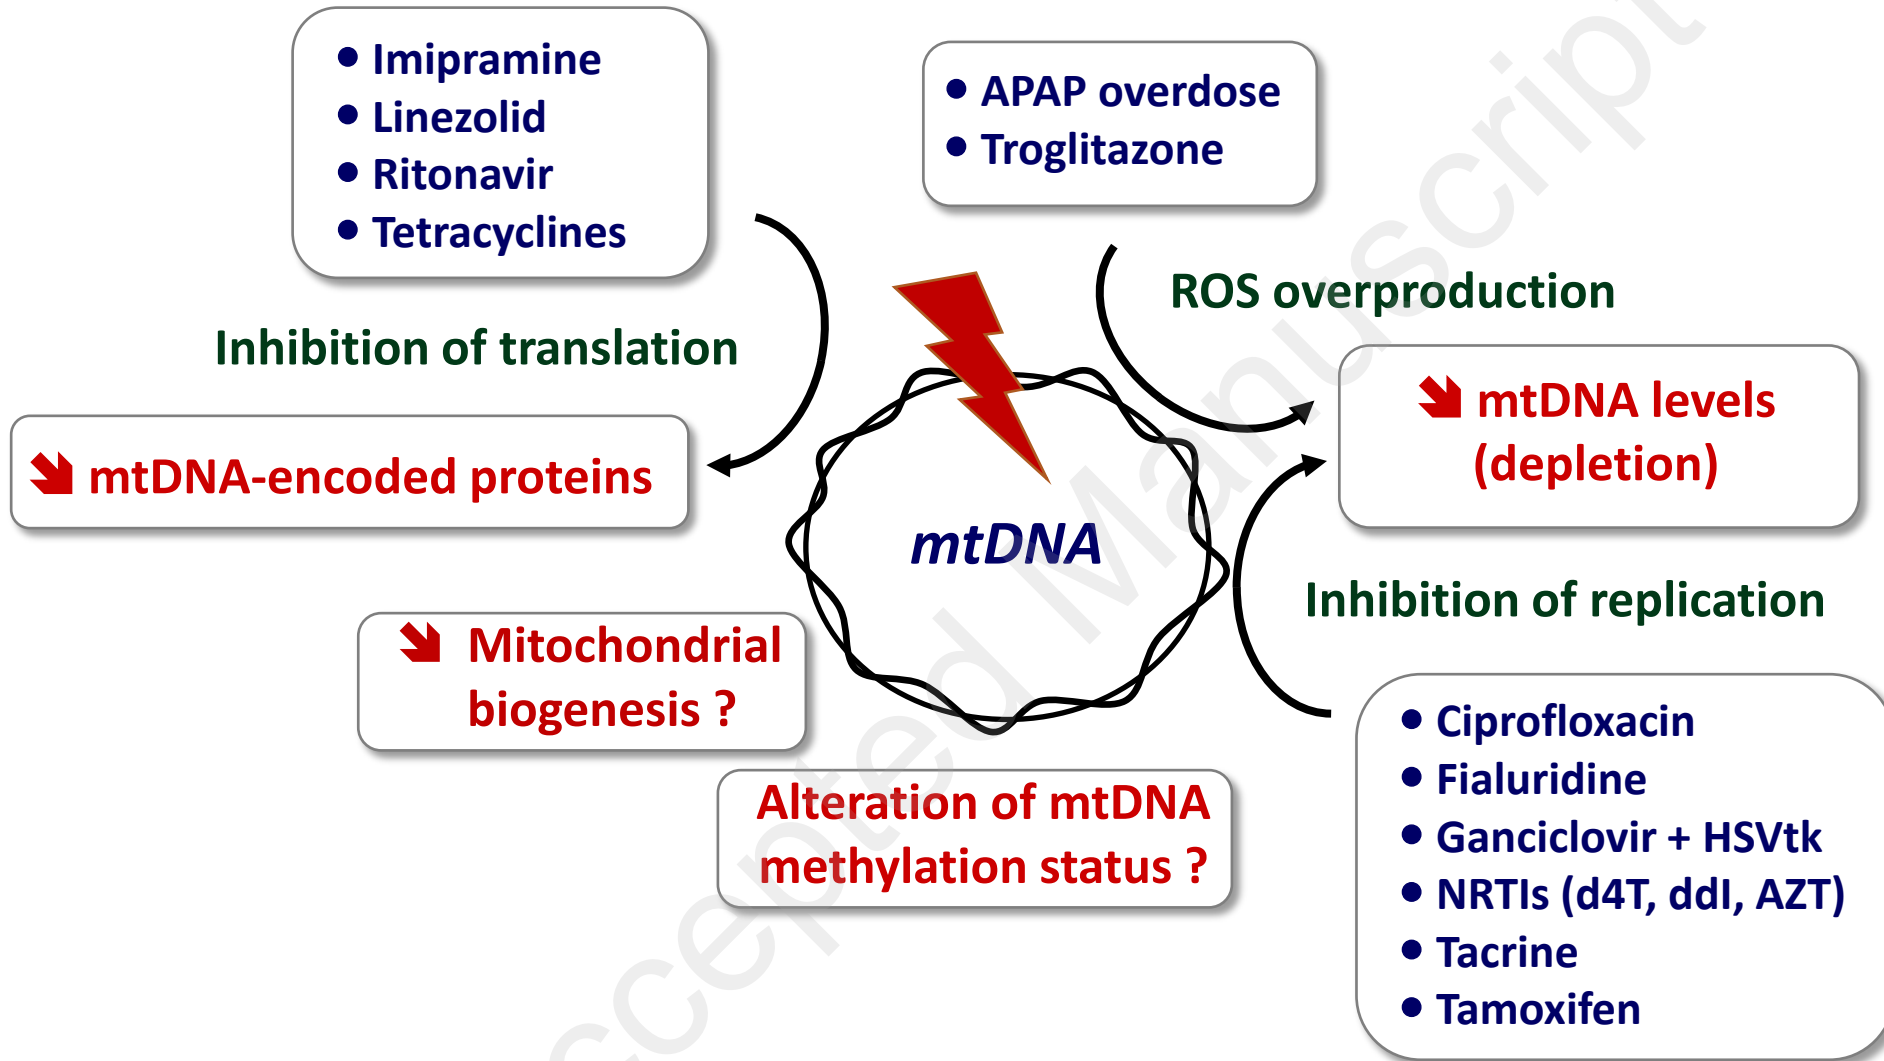 • Imipramine
• Linezolid
• Ritonavir
• Tetracyclines
• APAP overdose
• Troglitazone
ROS overproduction
Inhibition of translation
mtDNA levels
(depletion)
mtDNA-encoded proteins
mtDNA
Inhibition of replication
Mitochondrial
biogenesis ?
Alteration of mtDNA
methylation status ?
• Ciprofloxacin
• Fialuridine
• Ganciclovir + HSVtk
• NRTIs (d4T, ddI, AZT)
• Tacrine
• Tamoxifen
ccepted Manuscript